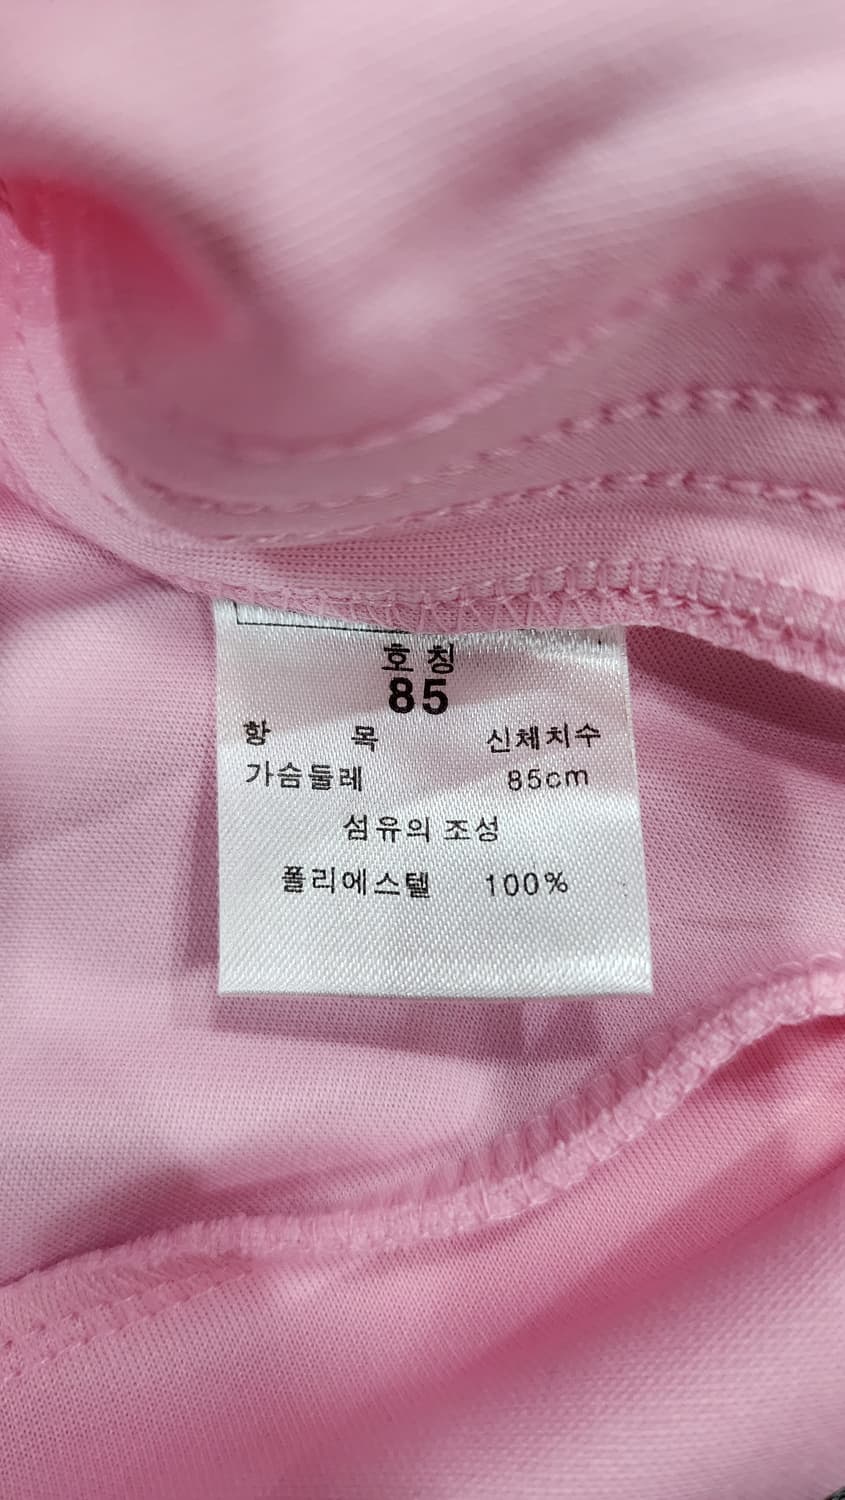 호칭
85
항 목 신체치수
가슴둘레 85cm
섬유의 조성
폴리에스텔 100%